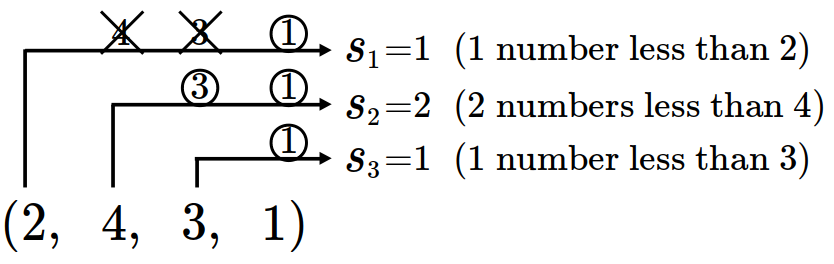 4 3 1 s₁=1 (1 number less than 2)
3 1 s₂=2 (2 numbers less than 4)
1 s₃=1 (1 number less than 3)
(2, 4, 3, 1)